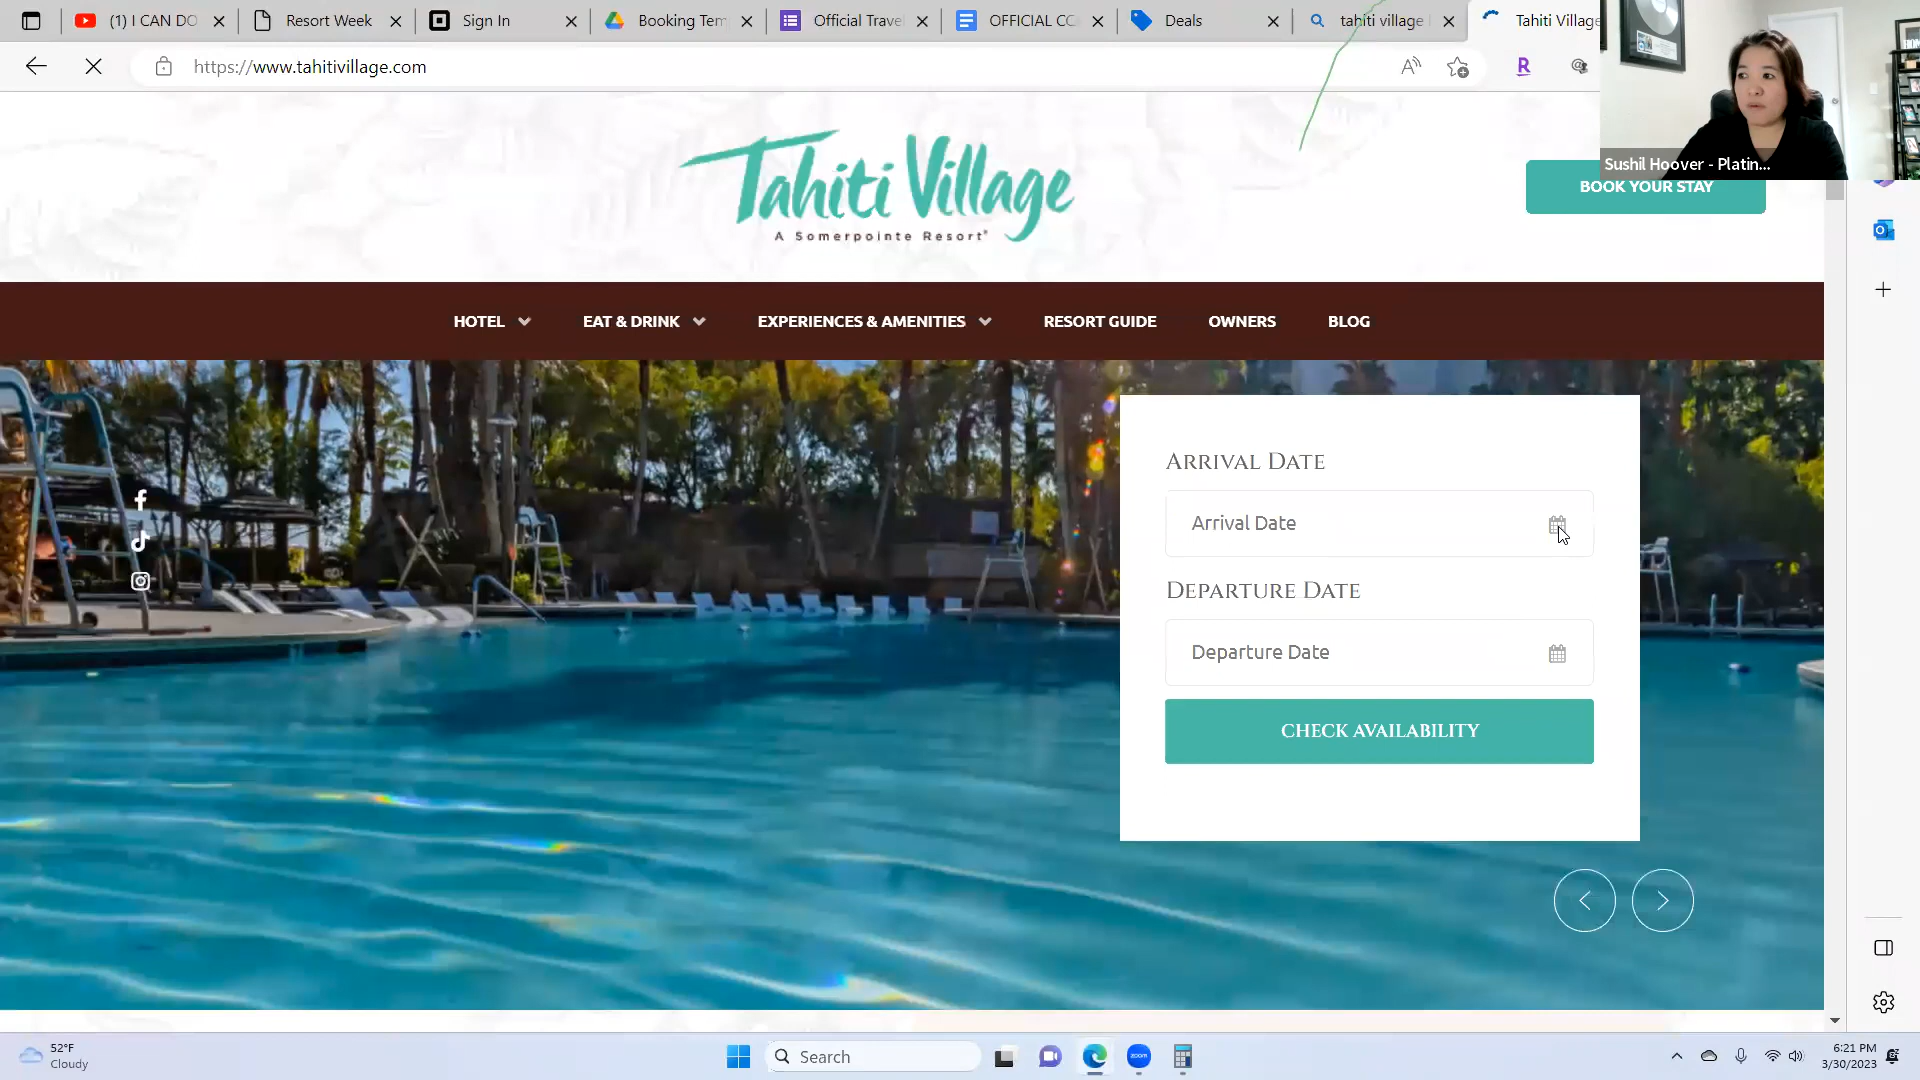 (1) I CAN DO
Resort Week
Sign In
Booking Tem
Official Trave
OFFICIAL CC
Deals
tahiti village
Tahiti Village
https://www.tahitivillage.com
Sushil Hoover - Platin...
Tahiti Village
A Somerpointe Resort
BOOK YOUR STAY
HOTEL
EAT & DRINK
EXPERIENCES & AMENITIES
RESORT GUIDE
OWNERS
BLOG
Arrival Date
Arrival Date
Departure Date
Departure Date
CHECK AVAILABILITY
52°F
Cloudy
Search
zoom
6:21 PM
3/30/2023